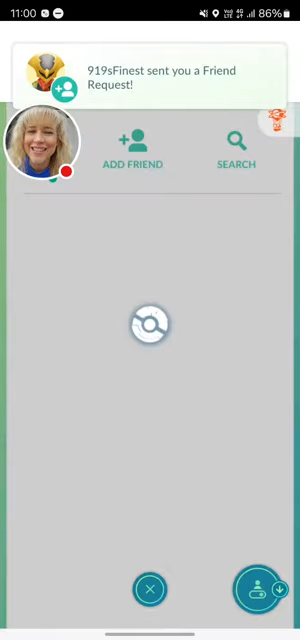 11:00
86%
919sFinest sent you a Friend
Request!
ADD FRIEND
SEARCH